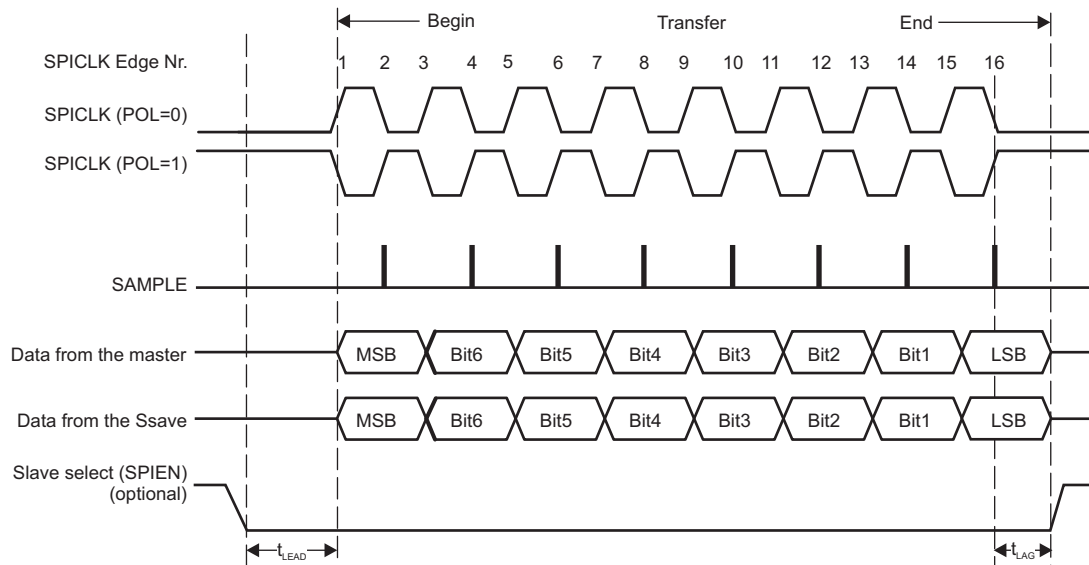 Begin Transfer End
SPICLK Edge Nr. 1 2 3 4 5 6 7 8 9 10 11 12 13 14 15 16
SPICLK (POL=0)
SPICLK (POL=1)
SAMPLE
Data from the master MSB Bit6 Bit5 Bit4 Bit3 Bit2 Bit1 LSB
Data from the Ssave MSB Bit6 Bit5 Bit4 Bit3 Bit2 Bit1 LSB
Slave select (SPIEN)
(optional)
tLEAD tLAG